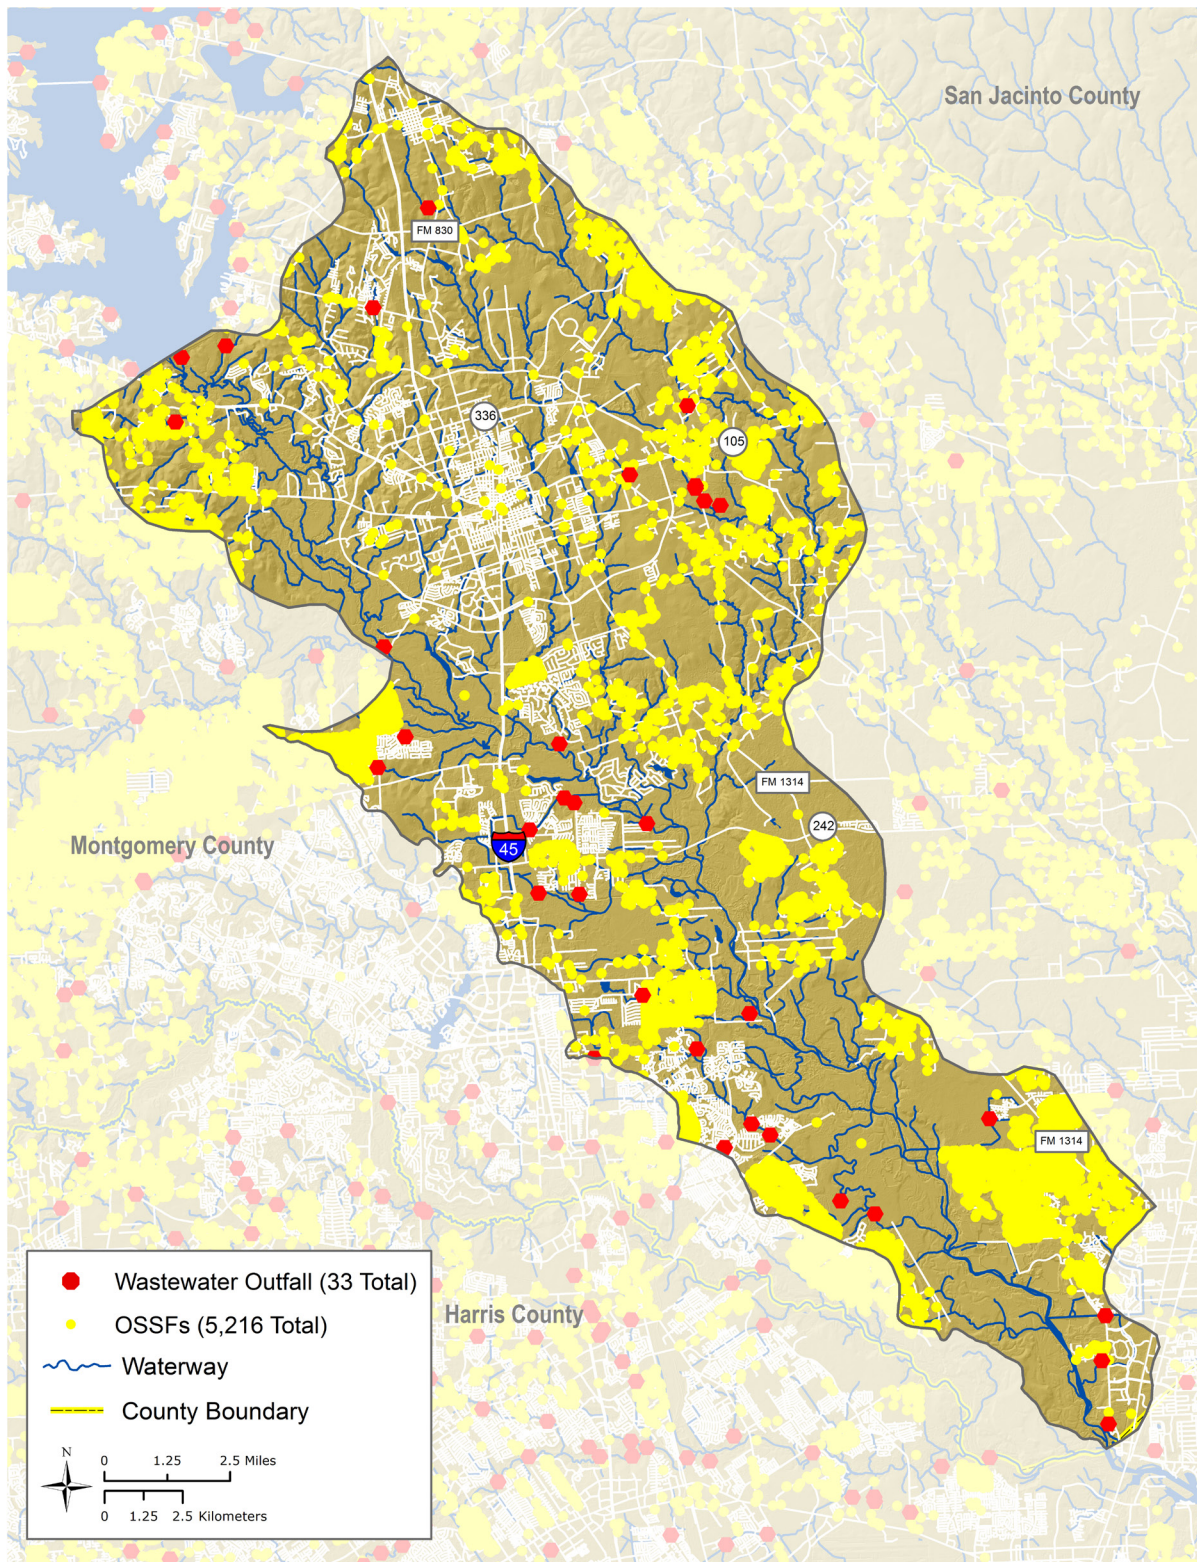 San Jacinto County
FM 830
336
105
FM 1314
242
45
Montgomery County
FM 1314
Harris County
Wastewater Outfall (33 Total)
OSSFs (5,216 Total)
Waterway
County Boundary
N
0 1.25 2.5 Miles
0 1.25 2.5 Kilometers